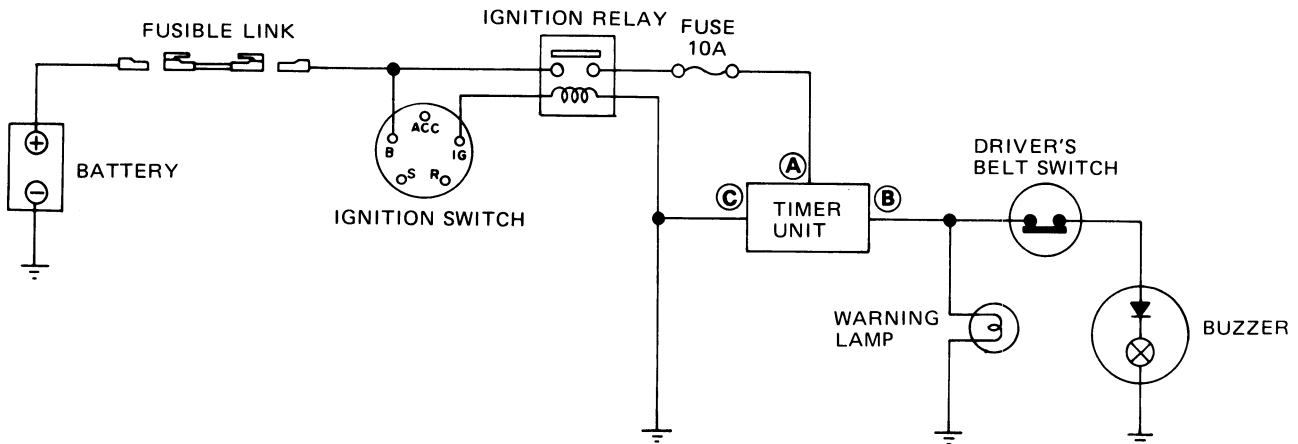 FUSIBLE LINK
IGNITION RELAY
FUSE
10A
ACC
B
IG
S
R
+
−
BATTERY
IGNITION SWITCH
A
C
TIMER
UNIT
B
DRIVER'S
BELT SWITCH
WARNING
LAMP
BUZZER